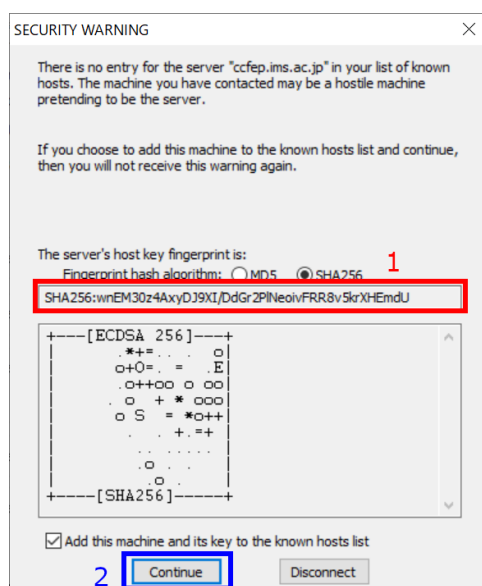 SECURITY WARNING
There is no entry for the server "ccfep.ims.ac.jp" in your list of known
hosts. The machine you have contacted may be a hostile machine
pretending to be the server.
If you choose to add this machine to the known hosts list and continue,
then you will not receive this warning again.
The server's host key fingerprint is:
1
Fingerprint hash algorithm: MD5 SHA256
SHA256:wnEM30z4AxyDJ9XI/DdGr2PlNeoivFRR8v5krXHEmdU
+---[ECDSA 256]---+
|      .*+=.. .  o|
|      o+O=. =  .E|
|      .o++oo o oo|
|     . o  + * ooo|
|      o S  = *o++|
|       .  . +.=+ |
|        .. ..... |
|        .o . .   |
|         .o .    |
+----[SHA256]-----+
Add this machine and its key to the known hosts list
2 Continue Disconnect